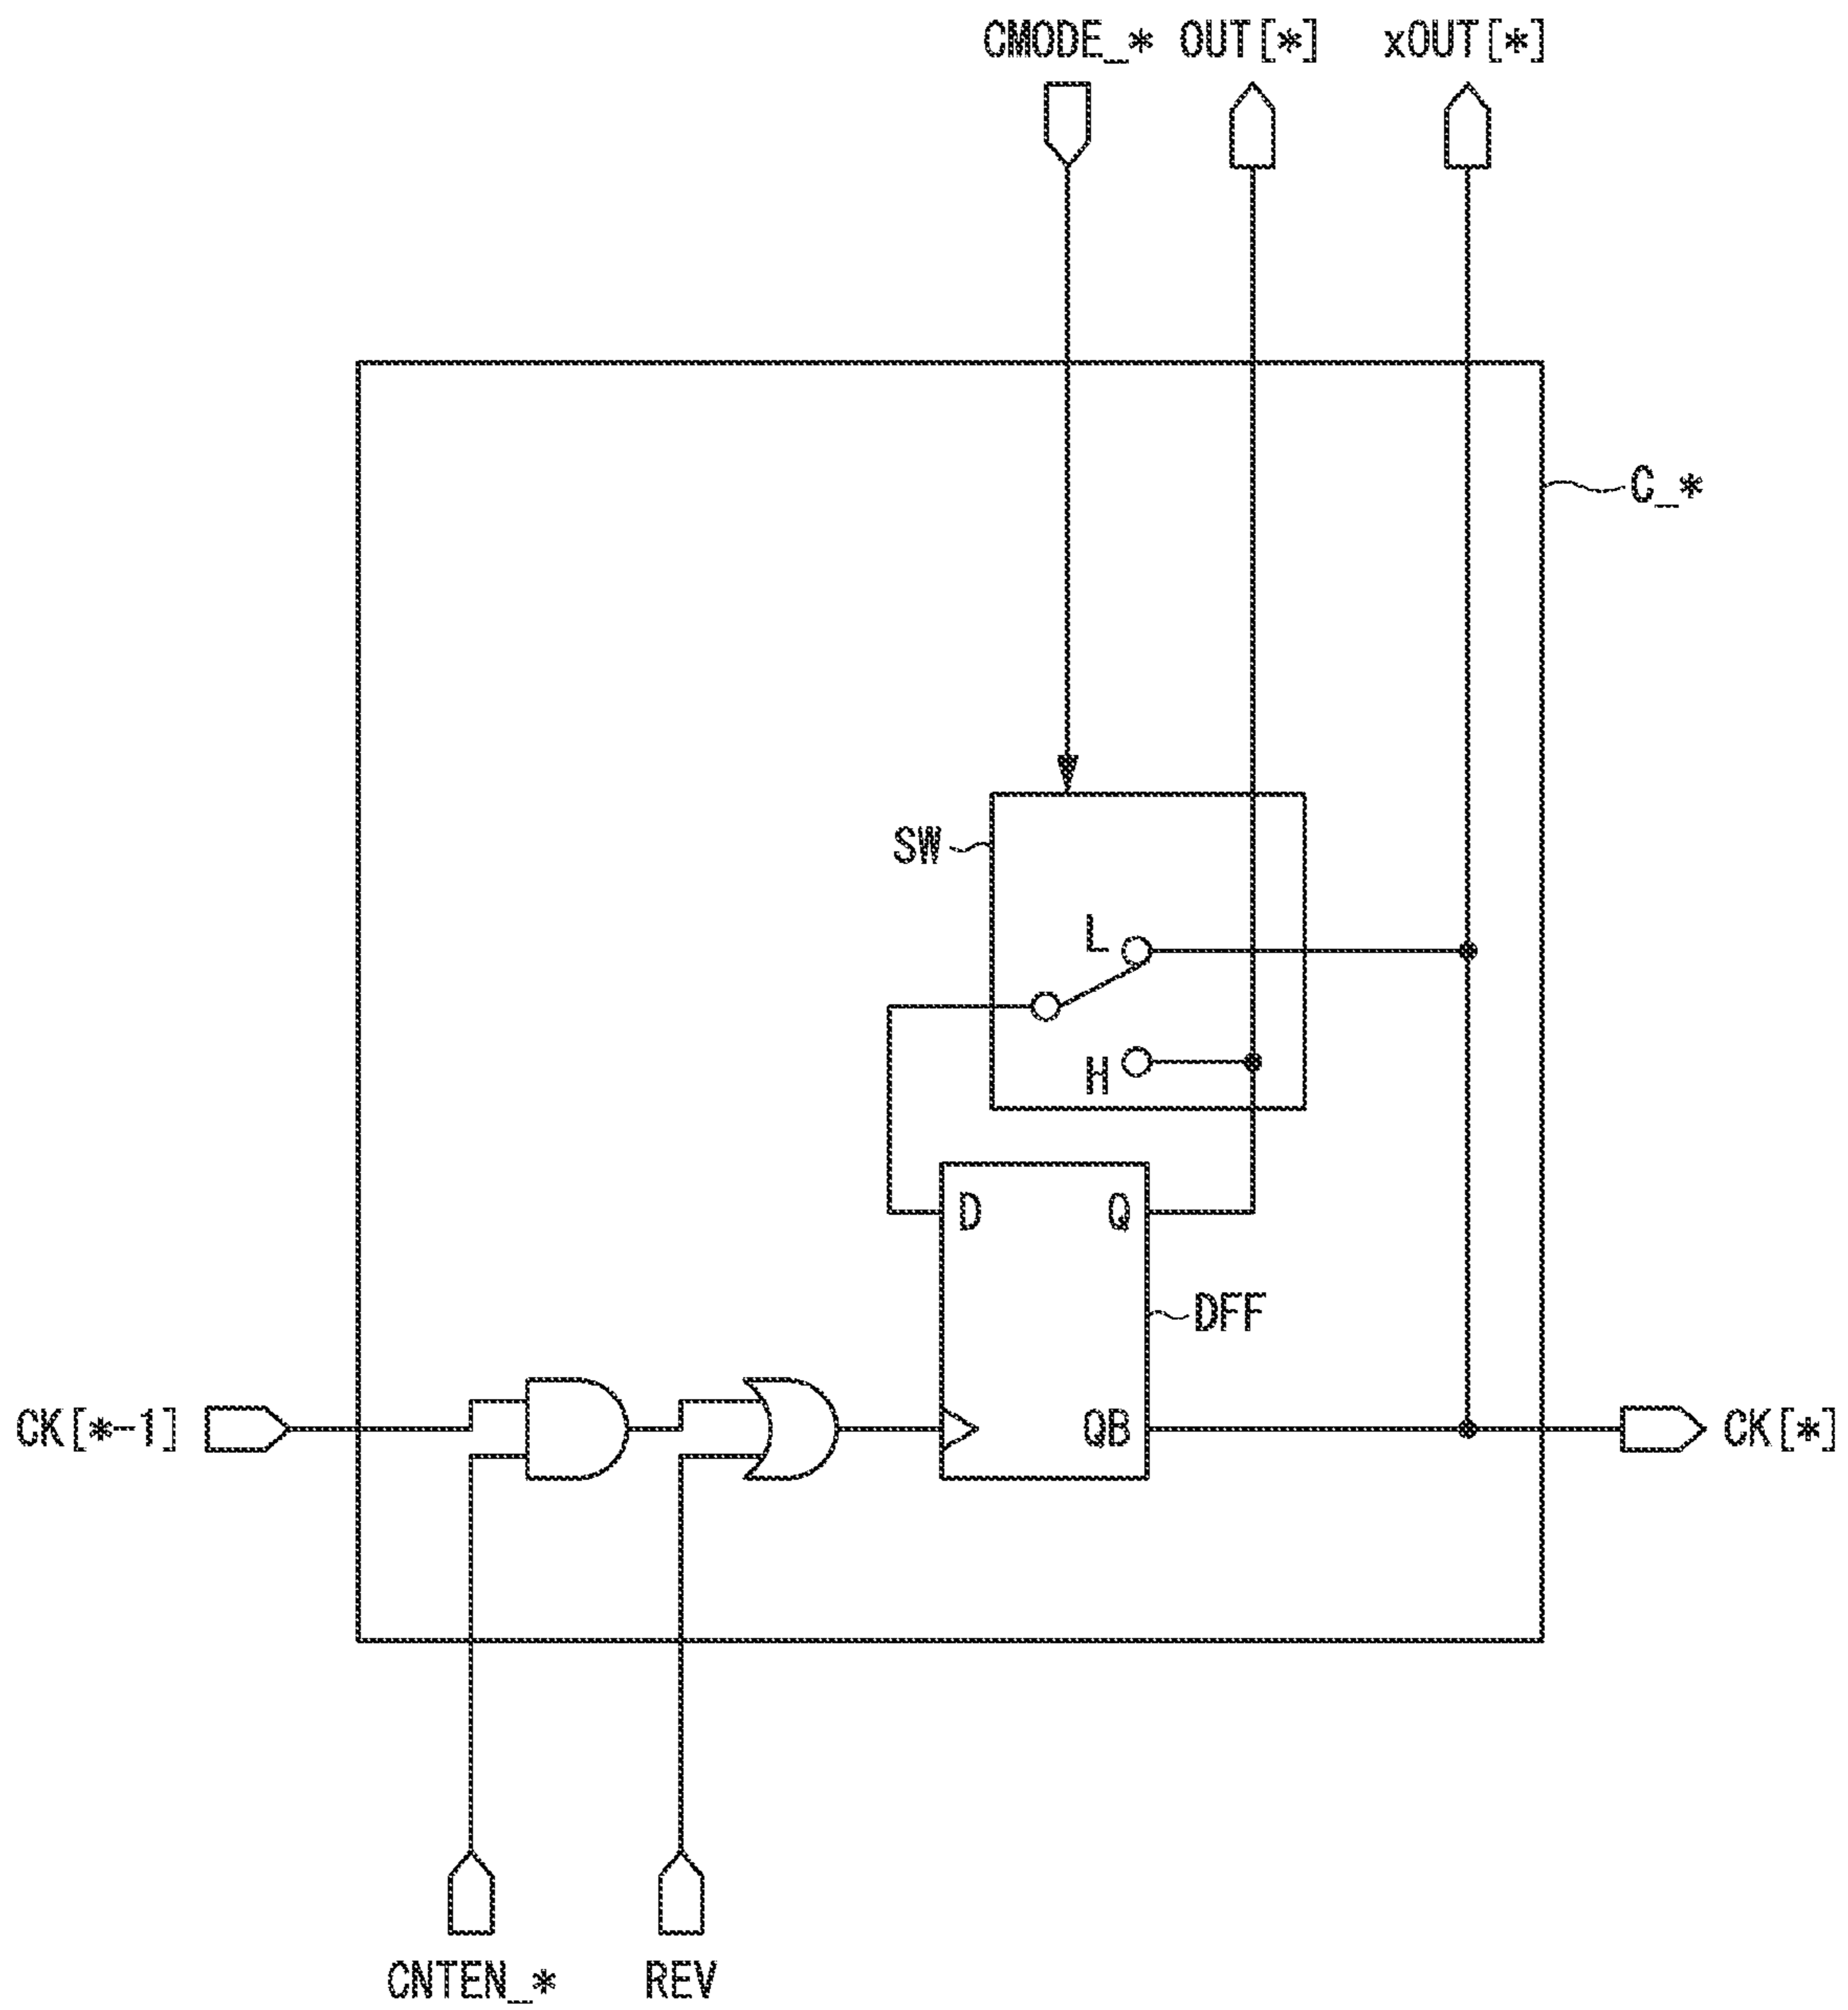 CMODE_* OUT[*] xOUT[*]
C_*
SW
L
H
D Q
DFF
CK[*-1] QB CK[*]
CNTEN_* REV